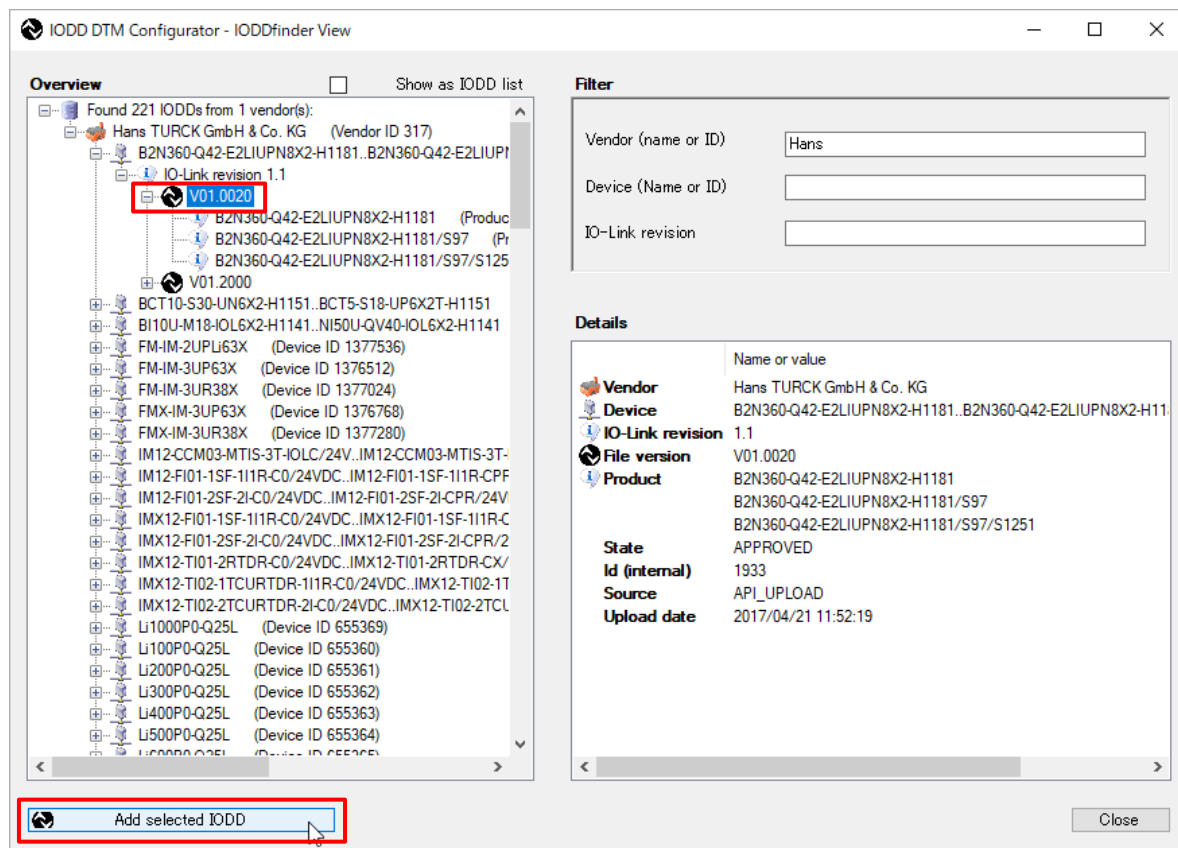 IODD DTM Configurator - IODDfinder View
Overview
Show as IODD list
Found 221 IODDs from 1 vendor(s):
Hans TURCK GmbH & Co. KG (Vendor ID 317)
B2N360-Q42-E2LIUPN8X2-H1181..B2N360-Q42-E2LIUPN
IO-Link revision 1.1
V01.0020
B2N360-Q42-E2LIUPN8X2-H1181 (Produc
B2N360-Q42-E2LIUPN8X2-H1181/S97 (Pr
B2N360-Q42-E2LIUPN8X2-H1181/S97/S125
V01.2000
BCT10-S30-UN6X2-H1151..BCT5-S18-UP6X2T-H1151
BI10U-M18-IOL6X2-H1141..NI50U-QV40-IOL6X2-H1141
FM-IM-2UPLi63X (Device ID 1377536)
FM-IM-3UP63X (Device ID 1376512)
FM-IM-3UR38X (Device ID 1377024)
FMX-IM-3UP63X (Device ID 1376768)
FMX-IM-3UR38X (Device ID 1377280)
IM12-CCM03-MTIS-3T-IOLC/24V..IM12-CCM03-MTIS-3T-
IM12-FI01-1SF-1I1R-C0/24VDC..IM12-FI01-1SF-1I1R-CPF
IM12-FI01-2SF-2I-C0/24VDC..IM12-FI01-2SF-2I-CPR/24V
IMX12-FI01-1SF-1I1R-C0/24VDC..IMX12-FI01-1SF-1I1R-C
IMX12-FI01-2SF-2I-C0/24VDC..IMX12-FI01-2SF-2I-CPR/2
IMX12-TI01-2RTDR-C0/24VDC..IMX12-TI01-2RTDR-CX/
IMX12-TI02-1TCURTDR-1I1R-C0/24VDC..IMX12-TI02-1T
IMX12-TI02-2TCURTDR-2I-C0/24VDC..IMX12-TI02-2TCU
Li1000P0-Q25L (Device ID 655369)
Li100P0-Q25L (Device ID 655360)
Li200P0-Q25L (Device ID 655361)
Li300P0-Q25L (Device ID 655362)
Li400P0-Q25L (Device ID 655363)
Li500P0-Q25L (Device ID 655364)
Li600P0-Q25L (Device ID 655365)
Add selected IODD
Filter
Vendor (name or ID) Hans
Device (Name or ID)
IO-Link revision
Details
Name or value
Vendor Hans TURCK GmbH & Co. KG
Device B2N360-Q42-E2LIUPN8X2-H1181..B2N360-Q42-E2LIUPN8X2-H11
IO-Link revision 1.1
File version V01.0020
Product B2N360-Q42-E2LIUPN8X2-H1181
B2N360-Q42-E2LIUPN8X2-H1181/S97
B2N360-Q42-E2LIUPN8X2-H1181/S97/S1251
State APPROVED
Id (internal) 1933
Source API_UPLOAD
Upload date 2017/04/21 11:52:19
Close